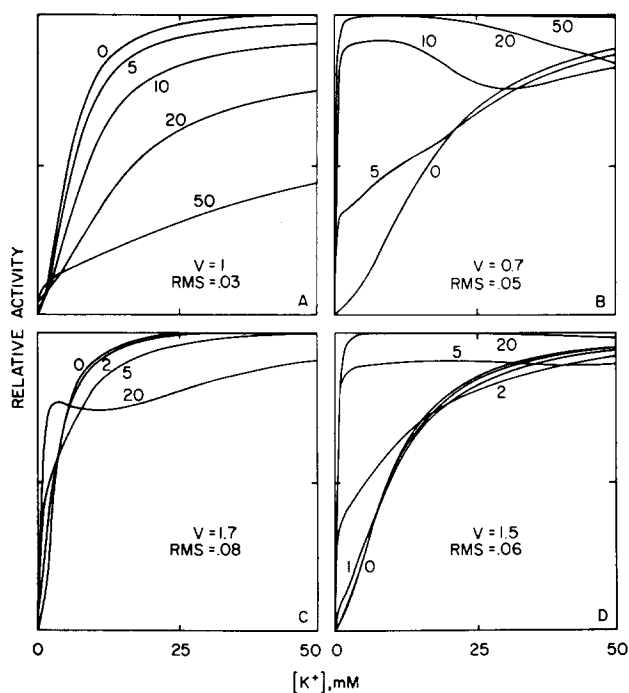 RELATIVE ACTIVITY
0
5
10
20
50
V = 1
RMS = .03
A
50
20
10
5
0
V = 0.7
RMS = .05
B
0
2
5
20
V = 1.7
RMS = .08
C
0
25
50
20
5
2
1
0
V = 1.5
RMS = .06
D
25
50
[K⁺], mM